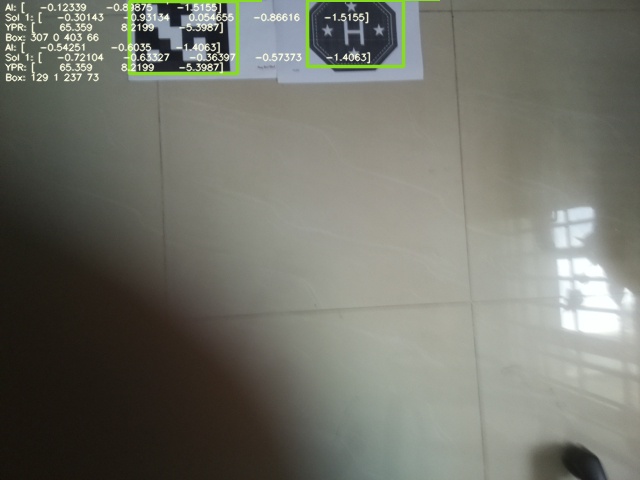 AI: [ -0.12339 -0.89875 -1.5155]
Sol 1: [ -0.30143 -0.93134 0.054655 -0.86616 -1.5155]
YPR: [ 65.359 8.2199 -5.3987]
Box: 307 0 403 66
AI: [ -0.54251 -0.6035 -1.4063]
Sol 1: [ -0.72104 -0.63327 -0.36397 -0.57373 -1.4063]
YPR: [ 65.359 8.2199 -5.3987]
Box: 129 1 237 73
H